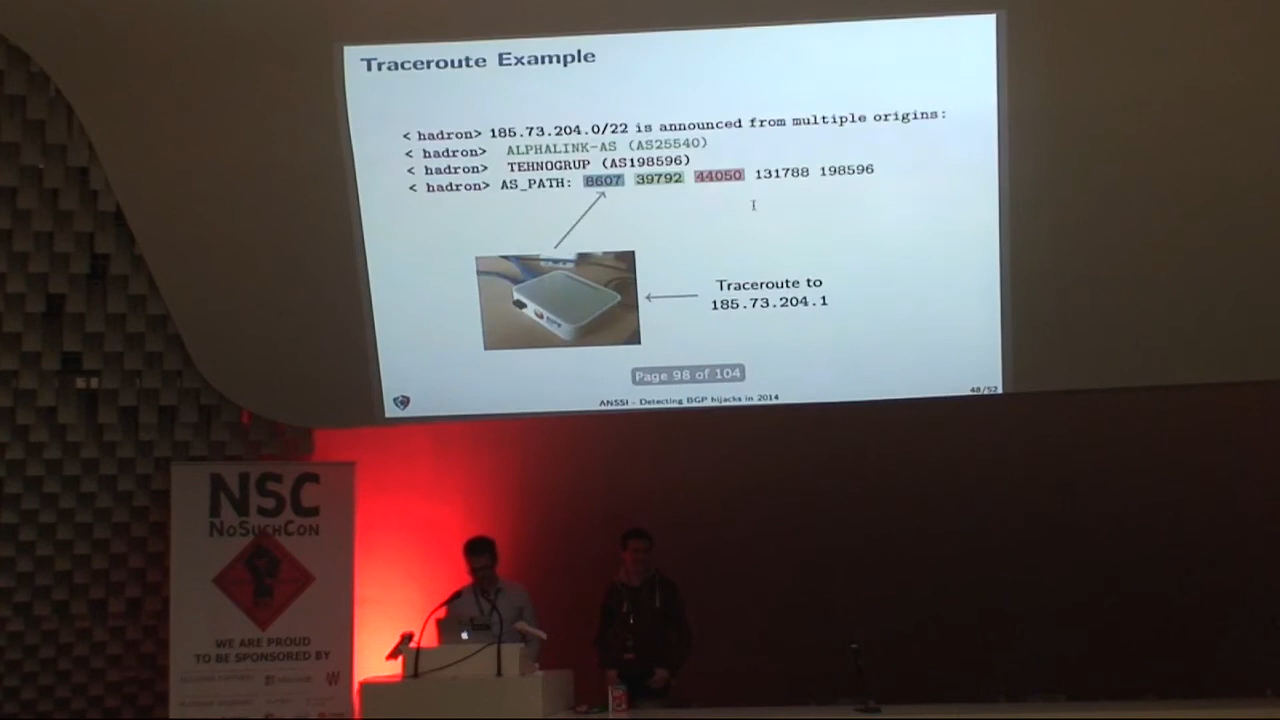 Traceroute Example
< hadron> 185.73.204.0/22 is announced from multiple origins:
< hadron> ALPHALINK-AS (AS25540)
< hadron> TEHNOGRUP (AS198596)
< hadron> AS_PATH: 8607 39792 44050 131788 198596
Traceroute to
185.73.204.1
Page 98 of 104
ANSSI - Detecting BGP hijacks in 2014
48/52
NSC
NoSuchCon
WE ARE PROUD
TO BE SPONSORED BY